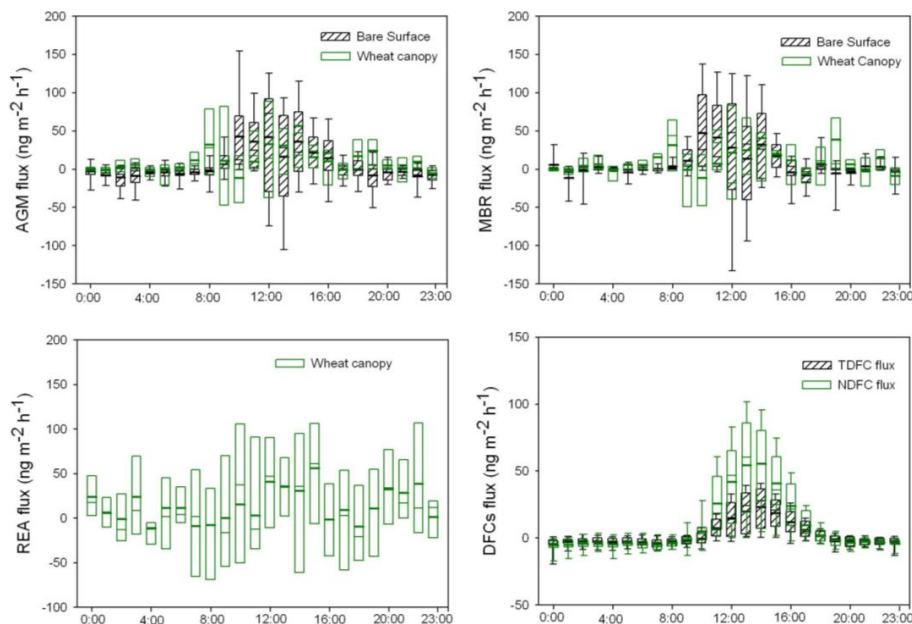 200
150
100
50
0
-50
-100
-150
AGM flux (ng m⁻² h⁻¹)
Bare Surface
Wheat canopy
0:00 4:00 8:00 12:00 16:00 20:00 23:00
200
150
100
50
0
-50
-100
-150
MBR flux (ng m⁻² h⁻¹)
Bare Surface
Wheat Canopy
0:00 4:00 8:00 12:00 16:00 20:00 23:00
200
150
100
50
0
-50
-100
REA flux (ng m⁻² h⁻¹)
Wheat canopy
0:00 4:00 8:00 12:00 16:00 20:00 23:00
150
100
50
0
-50
DFCs flux (ng m⁻² h⁻¹)
TDFC flux
NDFC flux
0:00 4:00 8:00 12:00 16:00 20:00 23:00